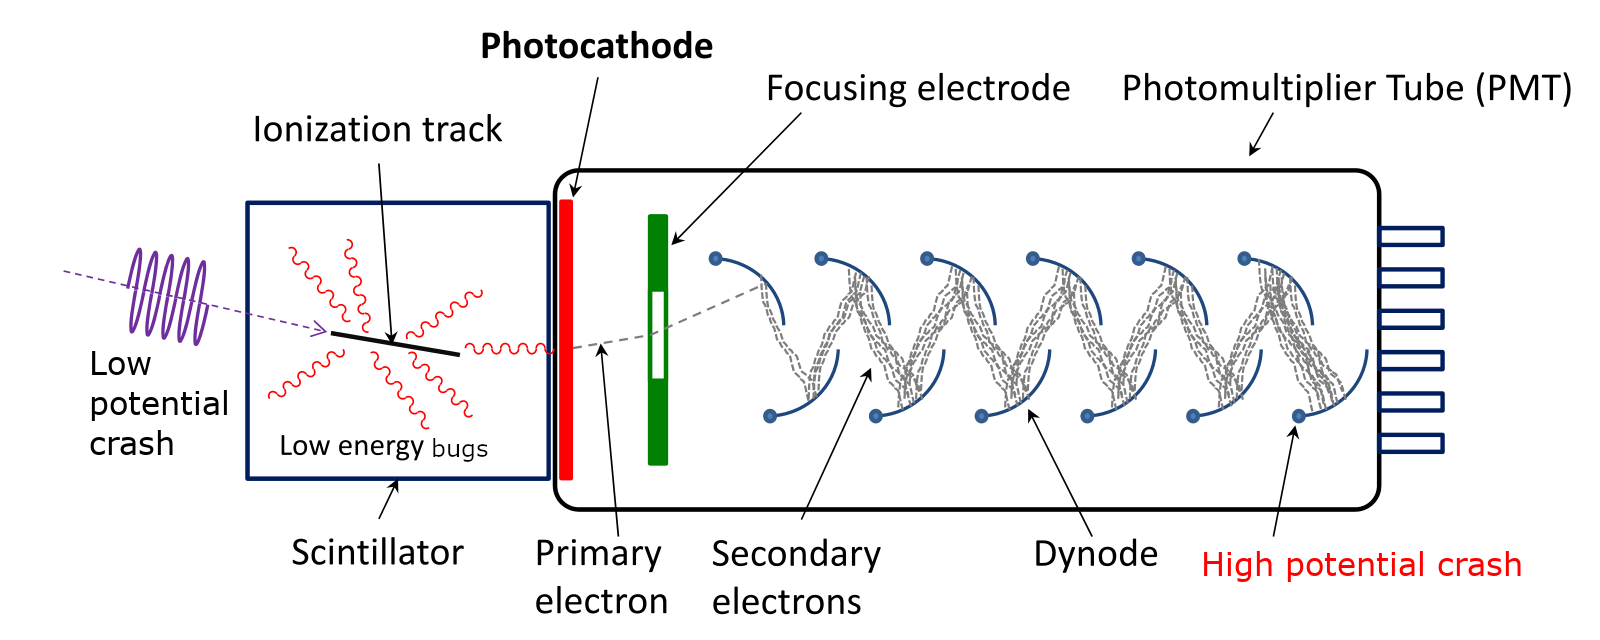 Photocathode
Focusing electrode
Photomultiplier Tube (PMT)
Ionization track
Low
potential
crash
Low energy bugs
Scintillator
Primary
electron
Secondary
electrons
Dynode
High potential crash